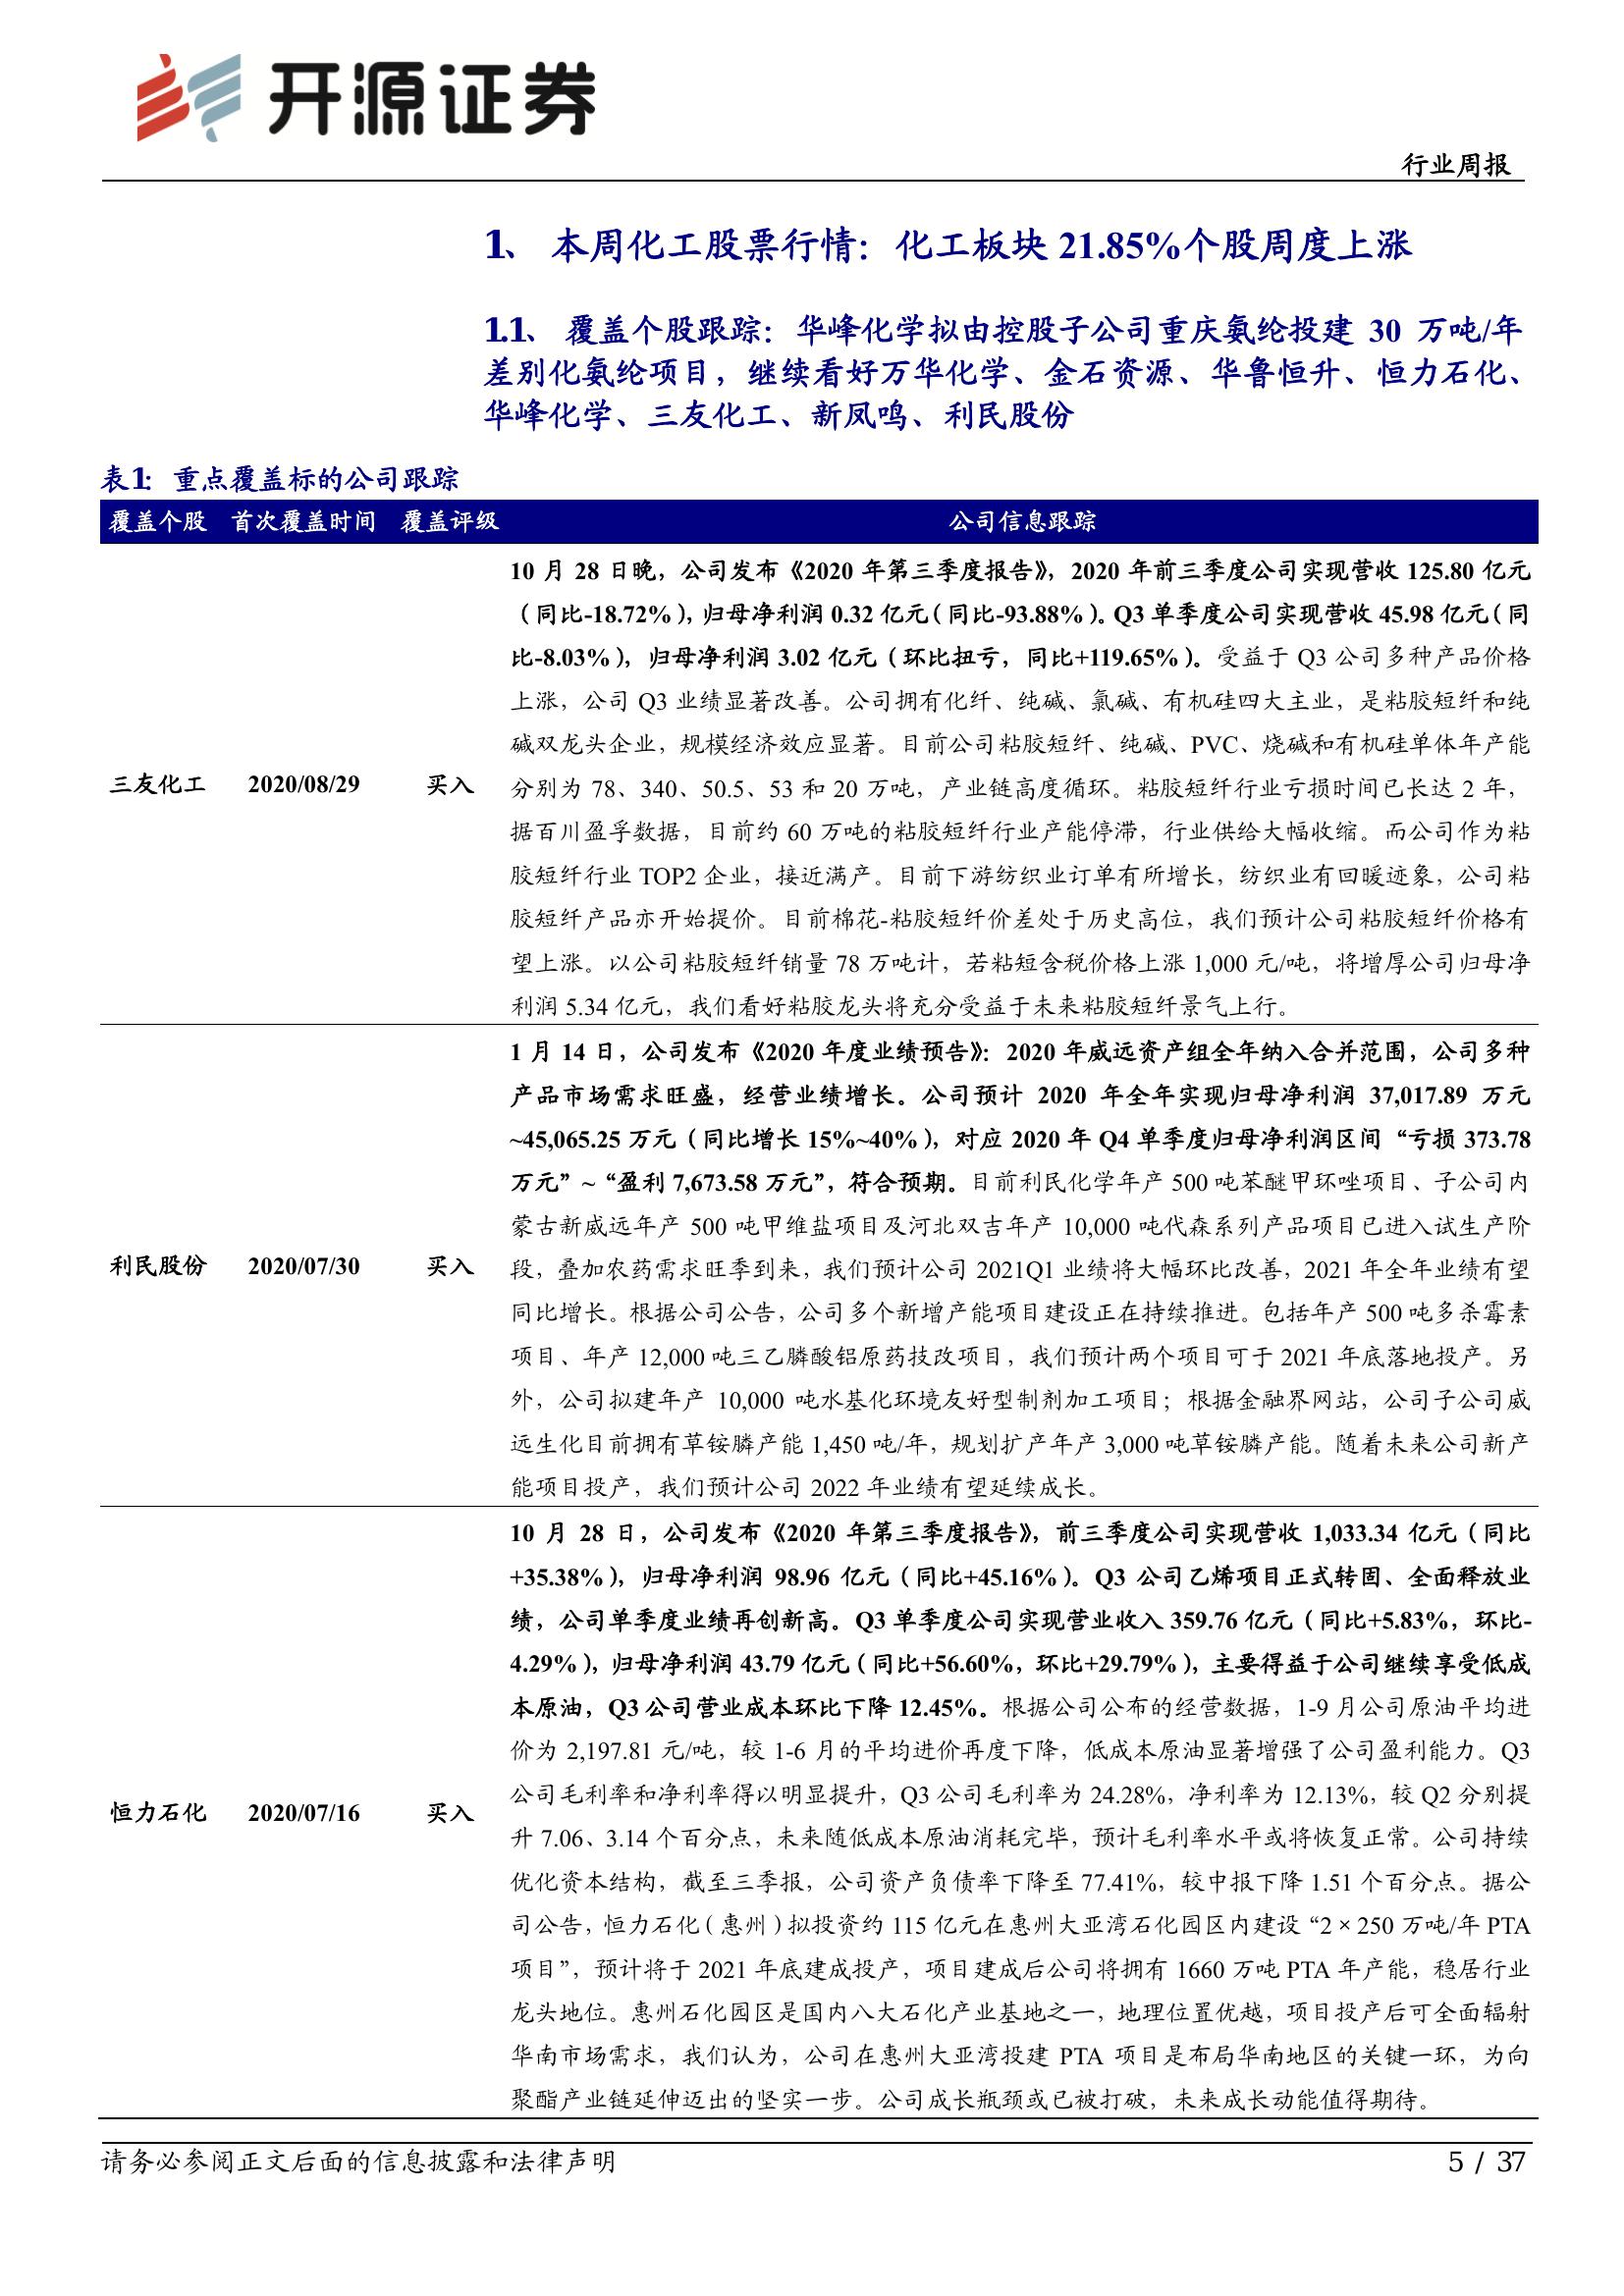 开源证券
行业周报
1、 本周化工股票行情：化工板块 21.85%个股周度上涨
1.1、 覆盖个股跟踪：华峰化学拟由控股子公司重庆氨纶投建 30 万吨/年
差别化氨纶项目，继续看好万华化学、金石资源、华鲁恒升、恒力石化、
华峰化学、三友化工、新凤鸣、利民股份
表1： 重点覆盖标的公司跟踪
覆盖个股 首次覆盖时间 覆盖评级 公司信息跟踪
10 月 28 日晚，公司发布《2020 年第三季度报告》，2020 年前三季度公司实现营收 125.80 亿元
（同比-18.72%），归母净利润 0.32 亿元（同比-93.88%）。Q3 单季度公司实现营收 45.98 亿元（同
比-8.03%），归母净利润 3.02 亿元（环比扭亏，同比+119.65%）。受益于 Q3 公司多种产品价格
上涨，公司 Q3 业绩显著改善。公司拥有化纤、纯碱、氯碱、有机硅四大主业，是粘胶短纤和纯
碱双龙头企业，规模经济效应显著。目前公司粘胶短纤、纯碱、PVC、烧碱和有机硅单体年产能
三友化工 2020/08/29 买入 分别为 78、340、50.5、53 和 20 万吨，产业链高度循环。粘胶短纤行业亏损时间已长达 2 年，
据百川盈孚数据，目前约 60 万吨的粘胶短纤行业产能停滞，行业供给大幅收缩。而公司作为粘
胶短纤行业 TOP2 企业，接近满产。目前下游纺织业订单有所增长，纺织业有回暖迹象，公司粘
胶短纤产品亦开始提价。目前棉花-粘胶短纤价差处于历史高位，我们预计公司粘胶短纤价格有
望上涨。以公司粘胶短纤销量 78 万吨计，若粘短含税价格上涨 1,000 元/吨，将增厚公司归母净
利润 5.34 亿元，我们看好粘胶龙头将充分受益于未来粘胶短纤景气上行。
1 月 14 日，公司发布《2020 年度业绩预告》：2020 年威远资产组全年纳入合并范围，公司多种
产品市场需求旺盛，经营业绩增长。公司预计 2020 年全年实现归母净利润 37,017.89 万元
~45,065.25 万元（同比增长 15%~40%），对应 2020 年 Q4 单季度归母净利润区间“亏损 373.78
万元”~“盈利 7,673.58 万元”，符合预期。目前利民化学年产 500 吨苯醚甲环唑项目、子公司内
蒙古新威远年产 500 吨甲维盐项目及河北双吉年产 10,000 吨代森系列产品项目已进入试生产阶
利民股份 2020/07/30 买入 段，叠加农药需求旺季到来，我们预计公司 2021Q1 业绩将大幅环比改善，2021 年全年业绩有望
同比增长。根据公司公告，公司多个新增产能项目建设正在持续推进。包括年产 500 吨多杀霉素
项目、年产 12,000 吨三乙膦酸铝原药技改项目，我们预计两个项目可于 2021 年底落地投产。另
外，公司拟建年产 10,000 吨水基化环境友好型制剂加工项目；根据金融界网站，公司子公司威
远生化目前拥有草铵膦产能 1,450 吨/年，规划扩产年产 3,000 吨草铵膦产能。随着未来公司新产
能项目投产，我们预计公司 2022 年业绩有望延续成长。
10 月 28 日，公司发布《2020 年第三季度报告》，前三季度公司实现营收 1,033.34 亿元（同比
+35.38%），归母净利润 98.96 亿元（同比+45.16%）。Q3 公司乙烯项目正式转固、全面释放业
绩，公司单季度业绩再创新高。Q3 单季度公司实现营业收入 359.76 亿元（同比+5.83%，环比-
4.29%），归母净利润 43.79 亿元（同比+56.60%，环比+29.79%），主要得益于公司继续享受低成
本原油，Q3 公司营业成本环比下降 12.45%。根据公司公布的经营数据，1-9 月公司原油平均进
价为 2,197.81 元/吨，较 1-6 月的平均进价再度下降，低成本原油显著增强了公司盈利能力。Q3
恒力石化 2020/07/16 买入 公司毛利率和净利率得以明显提升，Q3 公司毛利率为 24.28%，净利率为 12.13%，较 Q2 分别提
升 7.06、3.14 个百分点，未来随低成本原油消耗完毕，预计毛利率水平或将恢复正常。公司持续
优化资本结构，截至三季报，公司资产负债率下降至 77.41%，较中报下降 1.51 个百分点。据公
司公告，恒力石化（惠州）拟投资约 115 亿元在惠州大亚湾石化园区内建设“2×250 万吨/年 PTA
项目”，预计将于 2021 年底建成投产，项目建成后公司将拥有 1660 万吨 PTA 年产能，稳居行业
龙头地位。惠州石化园区是国内八大石化产业基地之一，地理位置优越，项目投产后可全面辐射
华南市场需求，我们认为，公司在惠州大亚湾投建 PTA 项目是布局华南地区的关键一环，为向
聚酯产业链延伸迈出的坚实一步。公司成长瓶颈或已被打破，未来成长动能值得期待。
请务必参阅正文后面的信息披露和法律声明 5 / 37